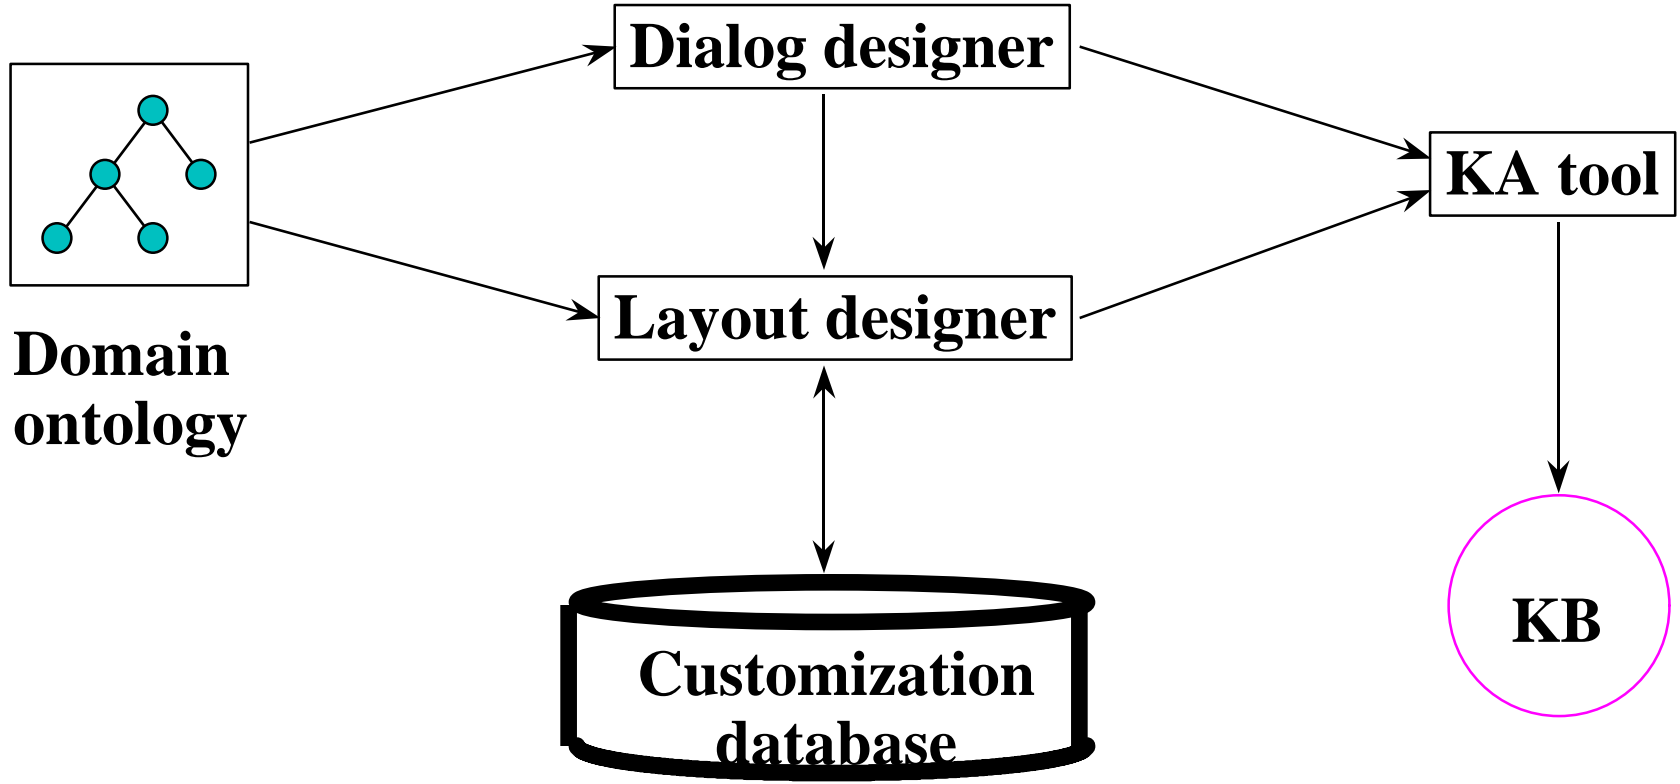 Dialog designer
KA tool
Layout designer
Domain
ontology
KB
Customization
database